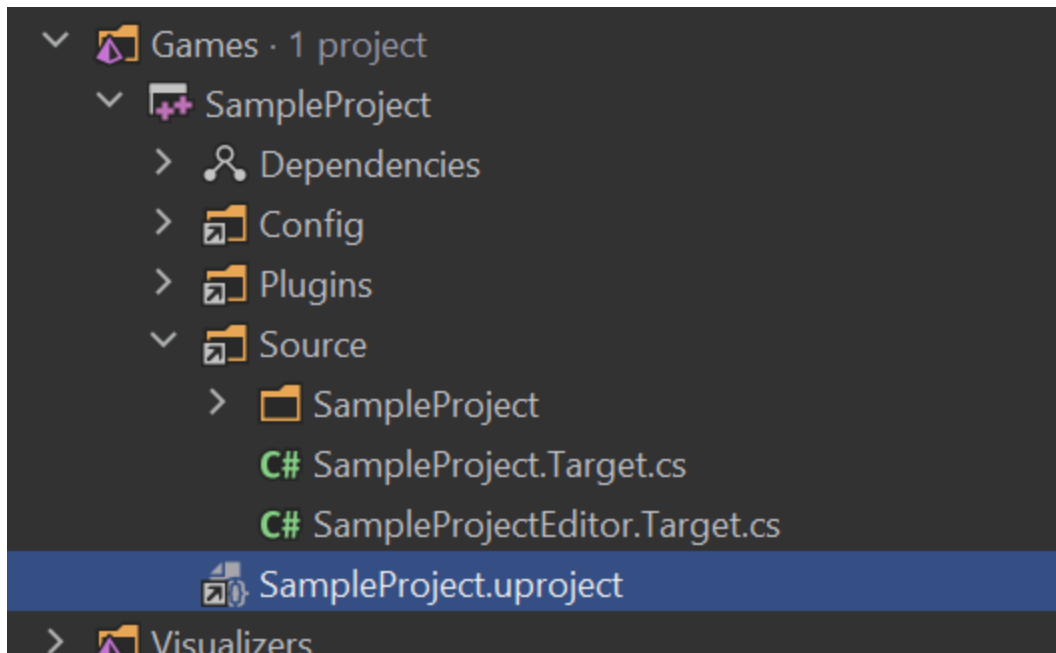 Games · 1 project
SampleProject
Dependencies
Config
Plugins
Source
SampleProject
C# SampleProject.Target.cs
C# SampleProjectEditor.Target.cs
SampleProject.uproject
Visualizers